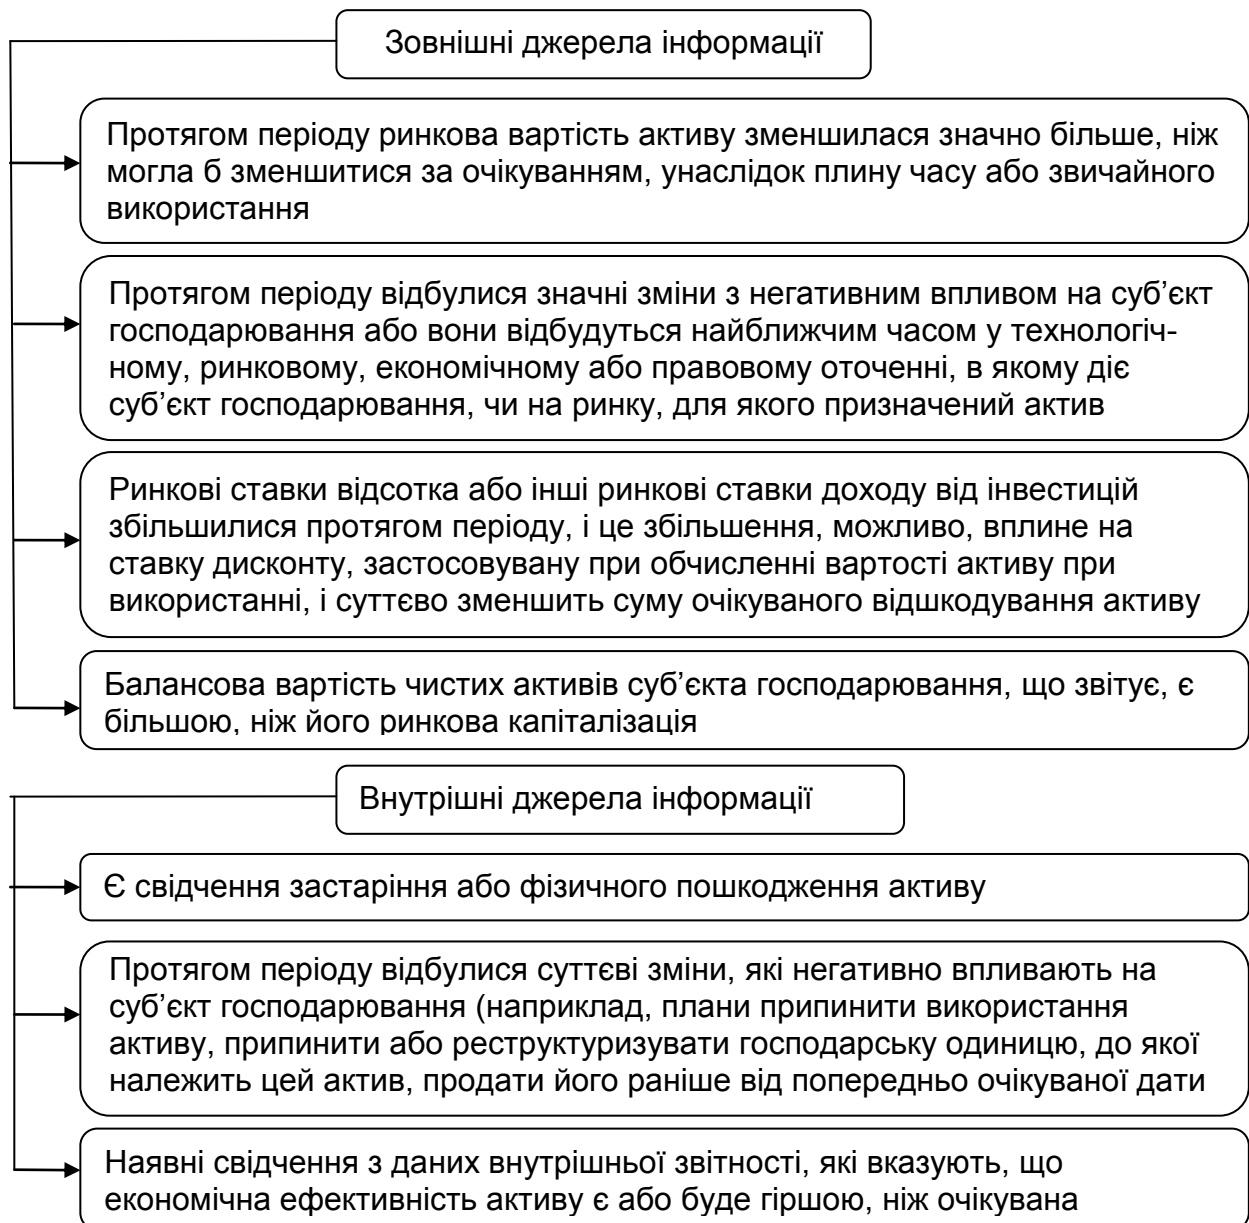 Зовнішні джерела інформації
Протягом періоду ринкова вартість активу зменшилася значно більше, ніж
могла б зменшитися за очікуванням, унаслідок плину часу або звичайного
використання
Протягом періоду відбулися значні зміни з негативним впливом на суб’єкт
господарювання або вони відбудуться найближчим часом у технологіч-
ному, ринковому, економічному або правовому оточенні, в якому діє
суб’єкт господарювання, чи на ринку, для якого призначений актив
Ринкові ставки відсотка або інші ринкові ставки доходу від інвестицій
збільшилися протягом періоду, і це збільшення, можливо, вплине на
ставку дисконту, застосовувану при обчисленні вартості активу при
використанні, і суттєво зменшить суму очікуваного відшкодування активу
Балансова вартість чистих активів суб’єкта господарювання, що звітує, є
більшою, ніж його ринкова капіталізація
Внутрішні джерела інформації
Є свідчення застаріння або фізичного пошкодження активу
Протягом періоду відбулися суттєві зміни, які негативно впливають на
суб’єкт господарювання (наприклад, плани припинити використання
активу, припинити або реструктуризувати господарську одиницю, до якої
належить цей актив, продати його раніше від попередньо очікуваної дати
Наявні свідчення з даних внутрішньої звітності, які вказують, що
економічна ефективність активу є або буде гіршою, ніж очікувана